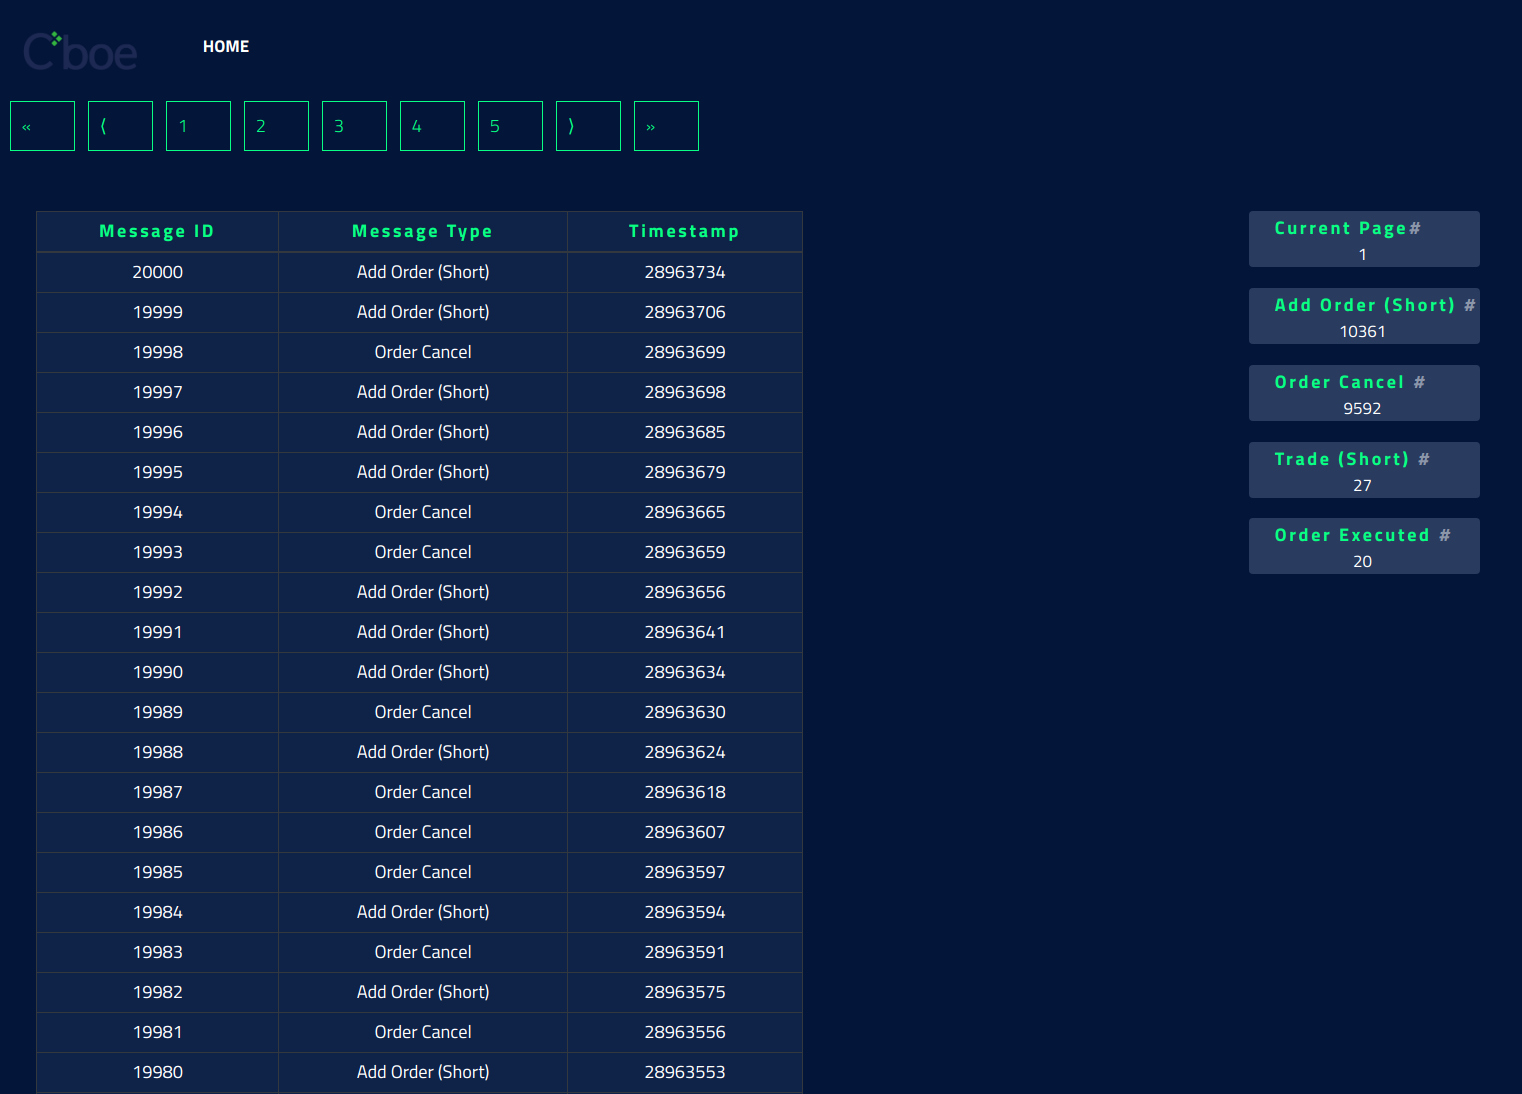 Cboe HOME
« ⟨ 1 2 3 4 5 ⟩ »
Message ID Message Type Timestamp
20000 Add Order (Short) 28963734
19999 Add Order (Short) 28963706
19998 Order Cancel 28963699
19997 Add Order (Short) 28963698
19996 Add Order (Short) 28963685
19995 Add Order (Short) 28963679
19994 Order Cancel 28963665
19993 Order Cancel 28963659
19992 Add Order (Short) 28963656
19991 Add Order (Short) 28963641
19990 Add Order (Short) 28963634
19989 Order Cancel 28963630
19988 Add Order (Short) 28963624
19987 Order Cancel 28963618
19986 Order Cancel 28963607
19985 Order Cancel 28963597
19984 Add Order (Short) 28963594
19983 Order Cancel 28963591
19982 Add Order (Short) 28963575
19981 Order Cancel 28963556
19980 Add Order (Short) 28963553
Current Page#
1
Add Order (Short) #
10361
Order Cancel #
9592
Trade (Short) #
27
Order Executed #
20